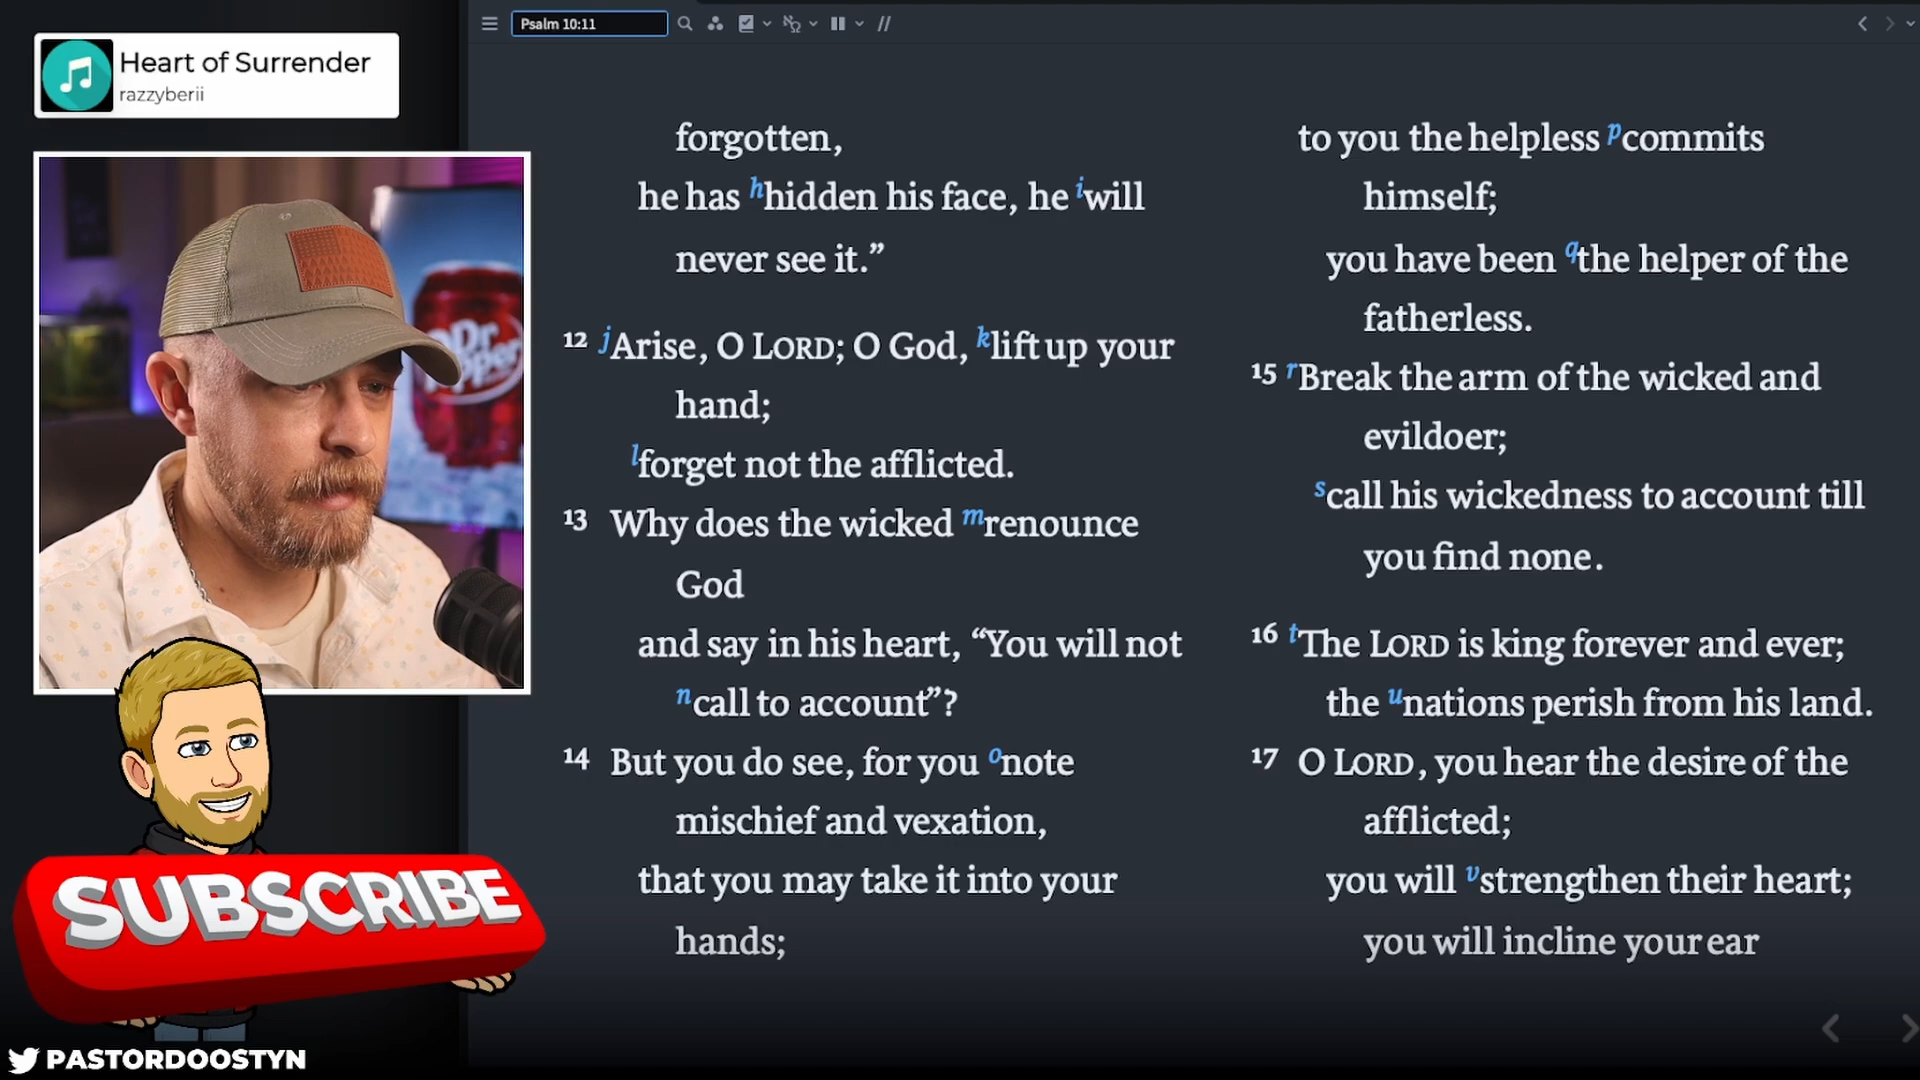 Psalm 10:11
Heart of Surrender
razzyberii
Dr
Pepper
SUBSCRIBE
PASTORDOOSTYN
forgotten,
he has hhidden his face, he iwill
never see it.”
12 jArise, O LORD; O God, klift up your
hand;
lforget not the afflicted.
13 Why does the wicked mrenounce
God
and say in his heart, “You will not
ncall to account”?
14 But you do see, for you onote
mischief and vexation,
that you may take it into your
hands;
to you the helpless pcommits
himself;
you have been qthe helper of the
fatherless.
15 rBreak the arm of the wicked and
evildoer;
scall his wickedness to account till
you find none.
16 tThe LORD is king forever and ever;
the unations perish from his land.
17 O LORD, you hear the desire of the
afflicted;
you will vstrengthen their heart;
you will incline your ear